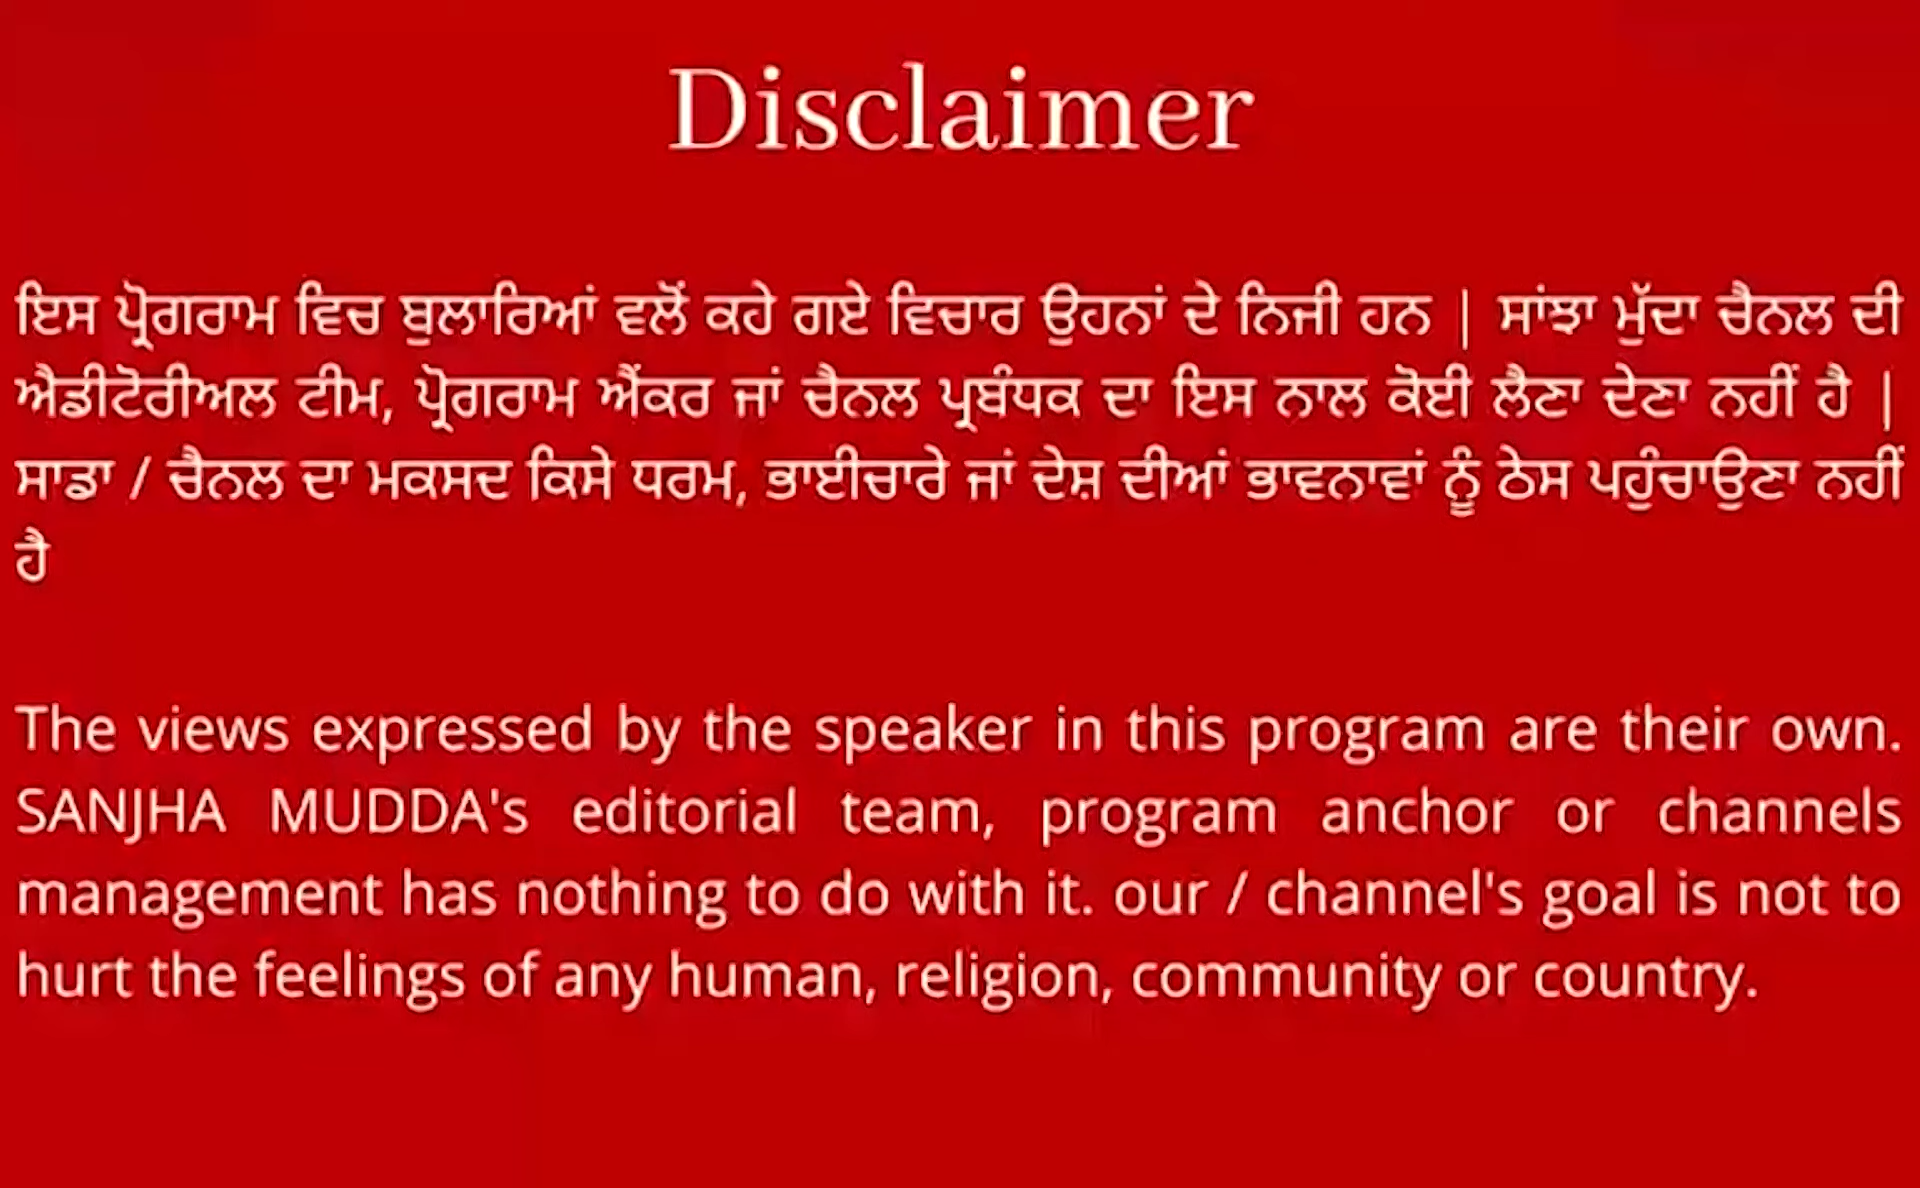 Disclaimer
ਇਸ ਪ੍ਰੋਗਰਾਮ ਵਿਚ ਬੁਲਾਰਿਆਂ ਵਲੋਂ ਕਹੇ ਗਏ ਵਿਚਾਰ ਉਹਨਾਂ ਦੇ ਨਿਜੀ ਹਨ | ਸਾਂਝਾ ਮੁੱਦਾ ਚੈਨਲ ਦੀ
ਐਡੀਟੋਰੀਅਲ ਟੀਮ, ਪ੍ਰੋਗਰਾਮ ਐਂਕਰ ਜਾਂ ਚੈਨਲ ਪ੍ਰਬੰਧਕ ਦਾ ਇਸ ਨਾਲ ਕੋਈ ਲੈਣਾ ਦੇਣਾ ਨਹੀਂ ਹੈ |
ਸਾਡਾ / ਚੈਨਲ ਦਾ ਮਕਸਦ ਕਿਸੇ ਧਰਮ, ਭਾਈਚਾਰੇ ਜਾਂ ਦੇਸ਼ ਦੀਆਂ ਭਾਵਨਾਵਾਂ ਨੂੰ ਠੇਸ ਪਹੁੰਚਾਉਣਾ ਨਹੀਂ
ਹੈ
The views expressed by the speaker in this program are their own.
SANJHA MUDDA's editorial team, program anchor or channels
management has nothing to do with it. our / channel's goal is not to
hurt the feelings of any human, religion, community or country.